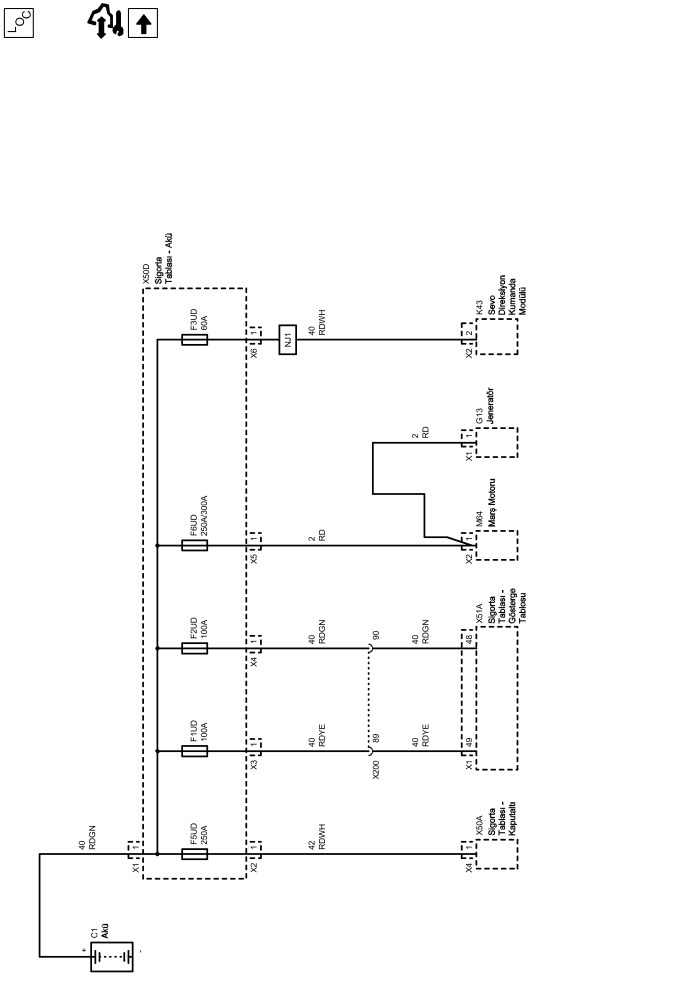 LOC
X50D
Sigorta
Tablası - Akü
F3UD
60A
X6
1
NJ1
40
RDWH
X2
2
K43
Sevo
Direksiyon
Kumanda
Modülü
2
RD
X1
1
G13
Jeneratör
F6UD
250A/300A
X5
1
2
RD
X2
1
M64
Marş Motoru
F2UD
100A
X4
1
40
RDGN
90
40
RDGN
48
X51A
Sigorta
Tablası -
Gösterge
Tablosu
F1UD
100A
X3
1
40
RDYE
X200
89
40
RDYE
X1
49
40
RDGN
X1
1
F5UD
250A
X2
1
42
RDWH
X4
1
X50A
Sigorta
Tablası -
Kaputaltı
C1
Akü
+
-